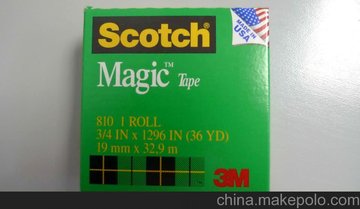 Scotch
MADE IN
USA
Magic™ Tape
810 1 ROLL
3/4 IN x 1296 IN (36 YD)
19 mm x 32,9 m
3M
china.makepolo.com